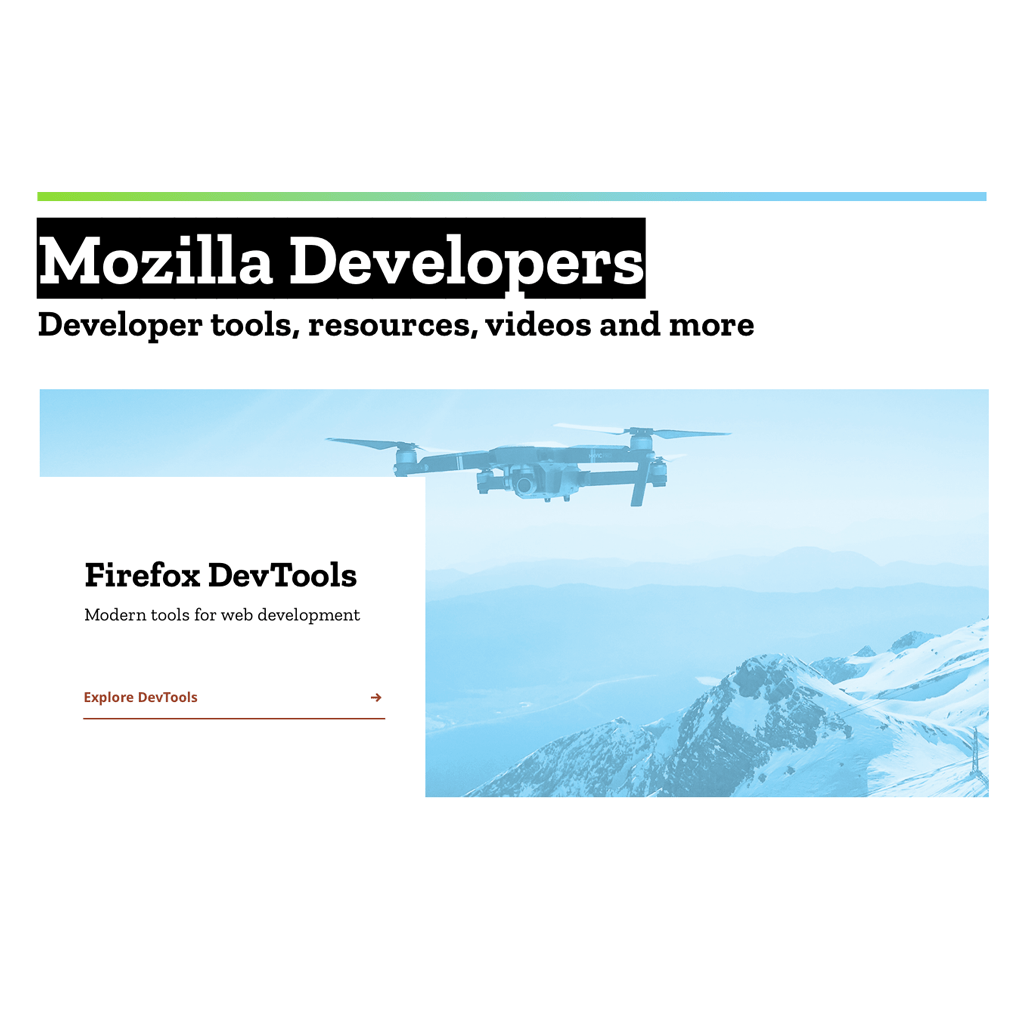 Mozilla Developers
Developer tools, resources, videos and more
Firefox DevTools
Modern tools for web development
Explore DevTools →